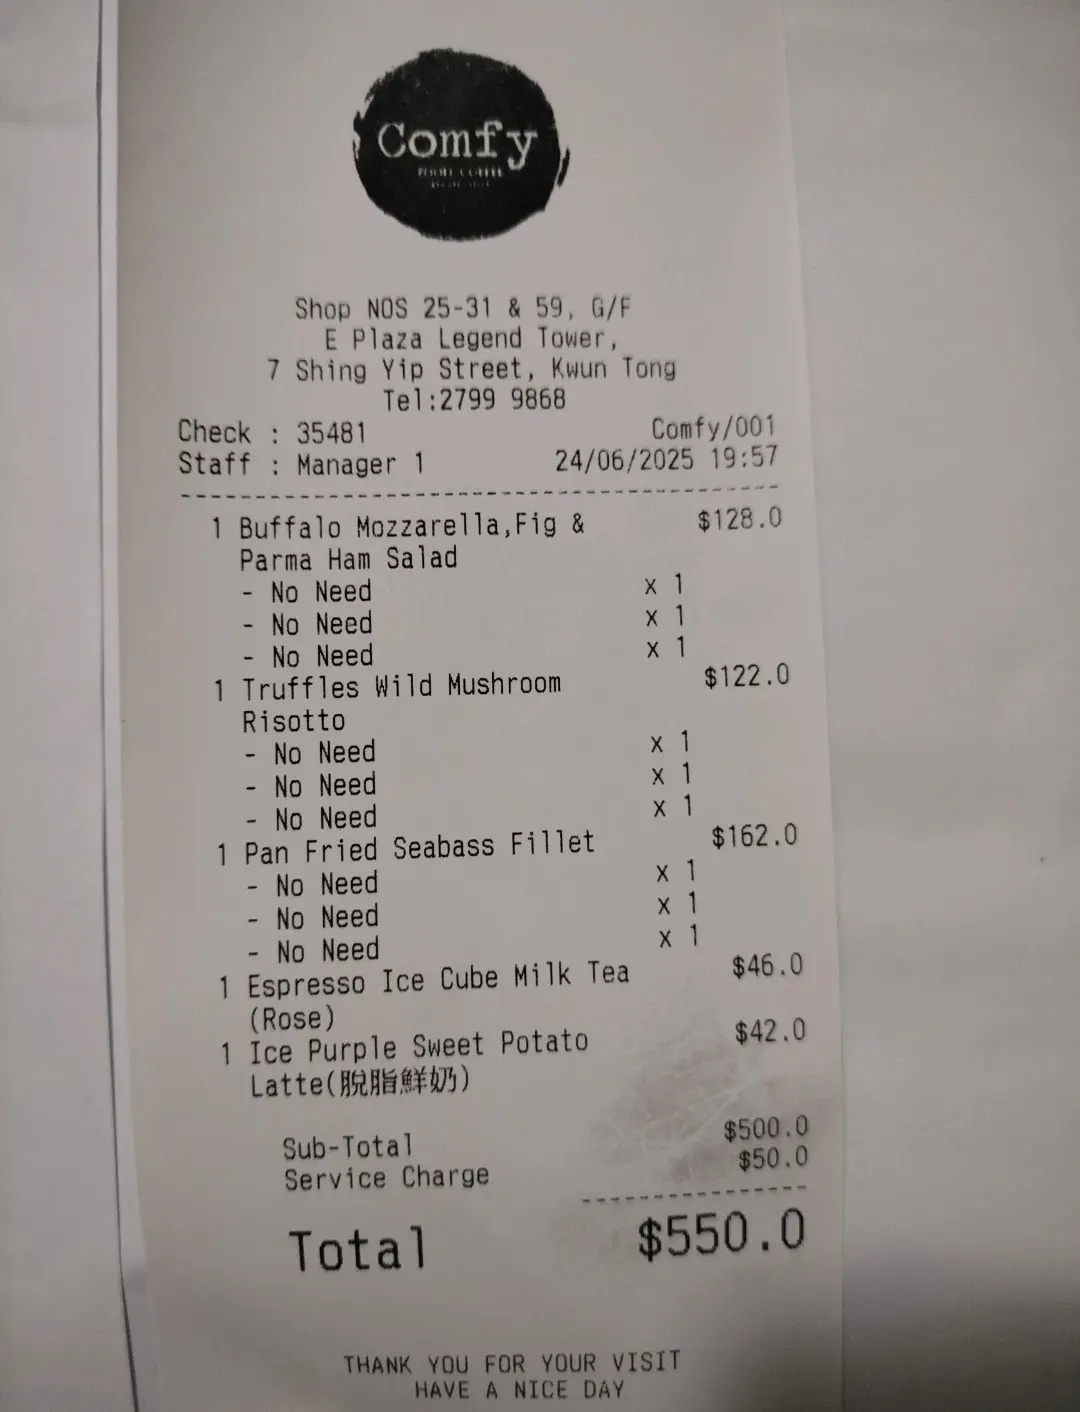 Comfy
Shop NOS 25-31 & 59, G/F
E Plaza Legend Tower,
7 Shing Yip Street, Kwun Tong
Tel:2799 9868
Check : 35481 Comfy/001
Staff : Manager 1 24/06/2025 19:57
1 Buffalo Mozzarella,Fig & $128.0
Parma Ham Salad
- No Need x 1
- No Need x 1
- No Need x 1
1 Truffles Wild Mushroom $122.0
Risotto
- No Need x 1
- No Need x 1
- No Need x 1
1 Pan Fried Seabass Fillet $162.0
- No Need x 1
- No Need x 1
- No Need x 1
1 Espresso Ice Cube Milk Tea $46.0
(Rose)
1 Ice Purple Sweet Potato $42.0
Latte(脫脂鮮奶)
Sub-Total $500.0
Service Charge $50.0
Total $550.0
THANK YOU FOR YOUR VISIT
HAVE A NICE DAY